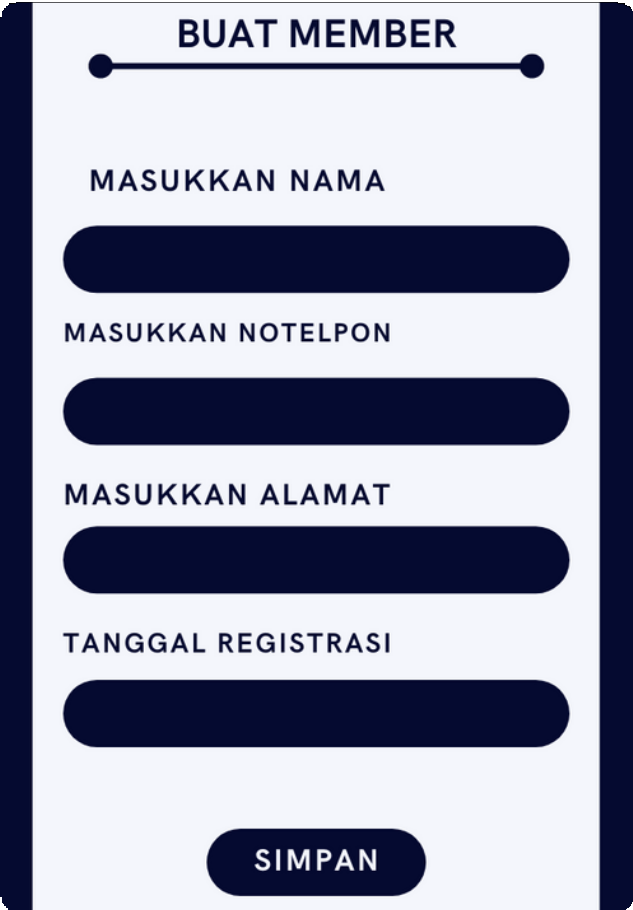 BUAT MEMBER
MASUKKAN NAMA
MASUKKAN NOTELPON
MASUKKAN ALAMAT
TANGGAL REGISTRASI
SIMPAN